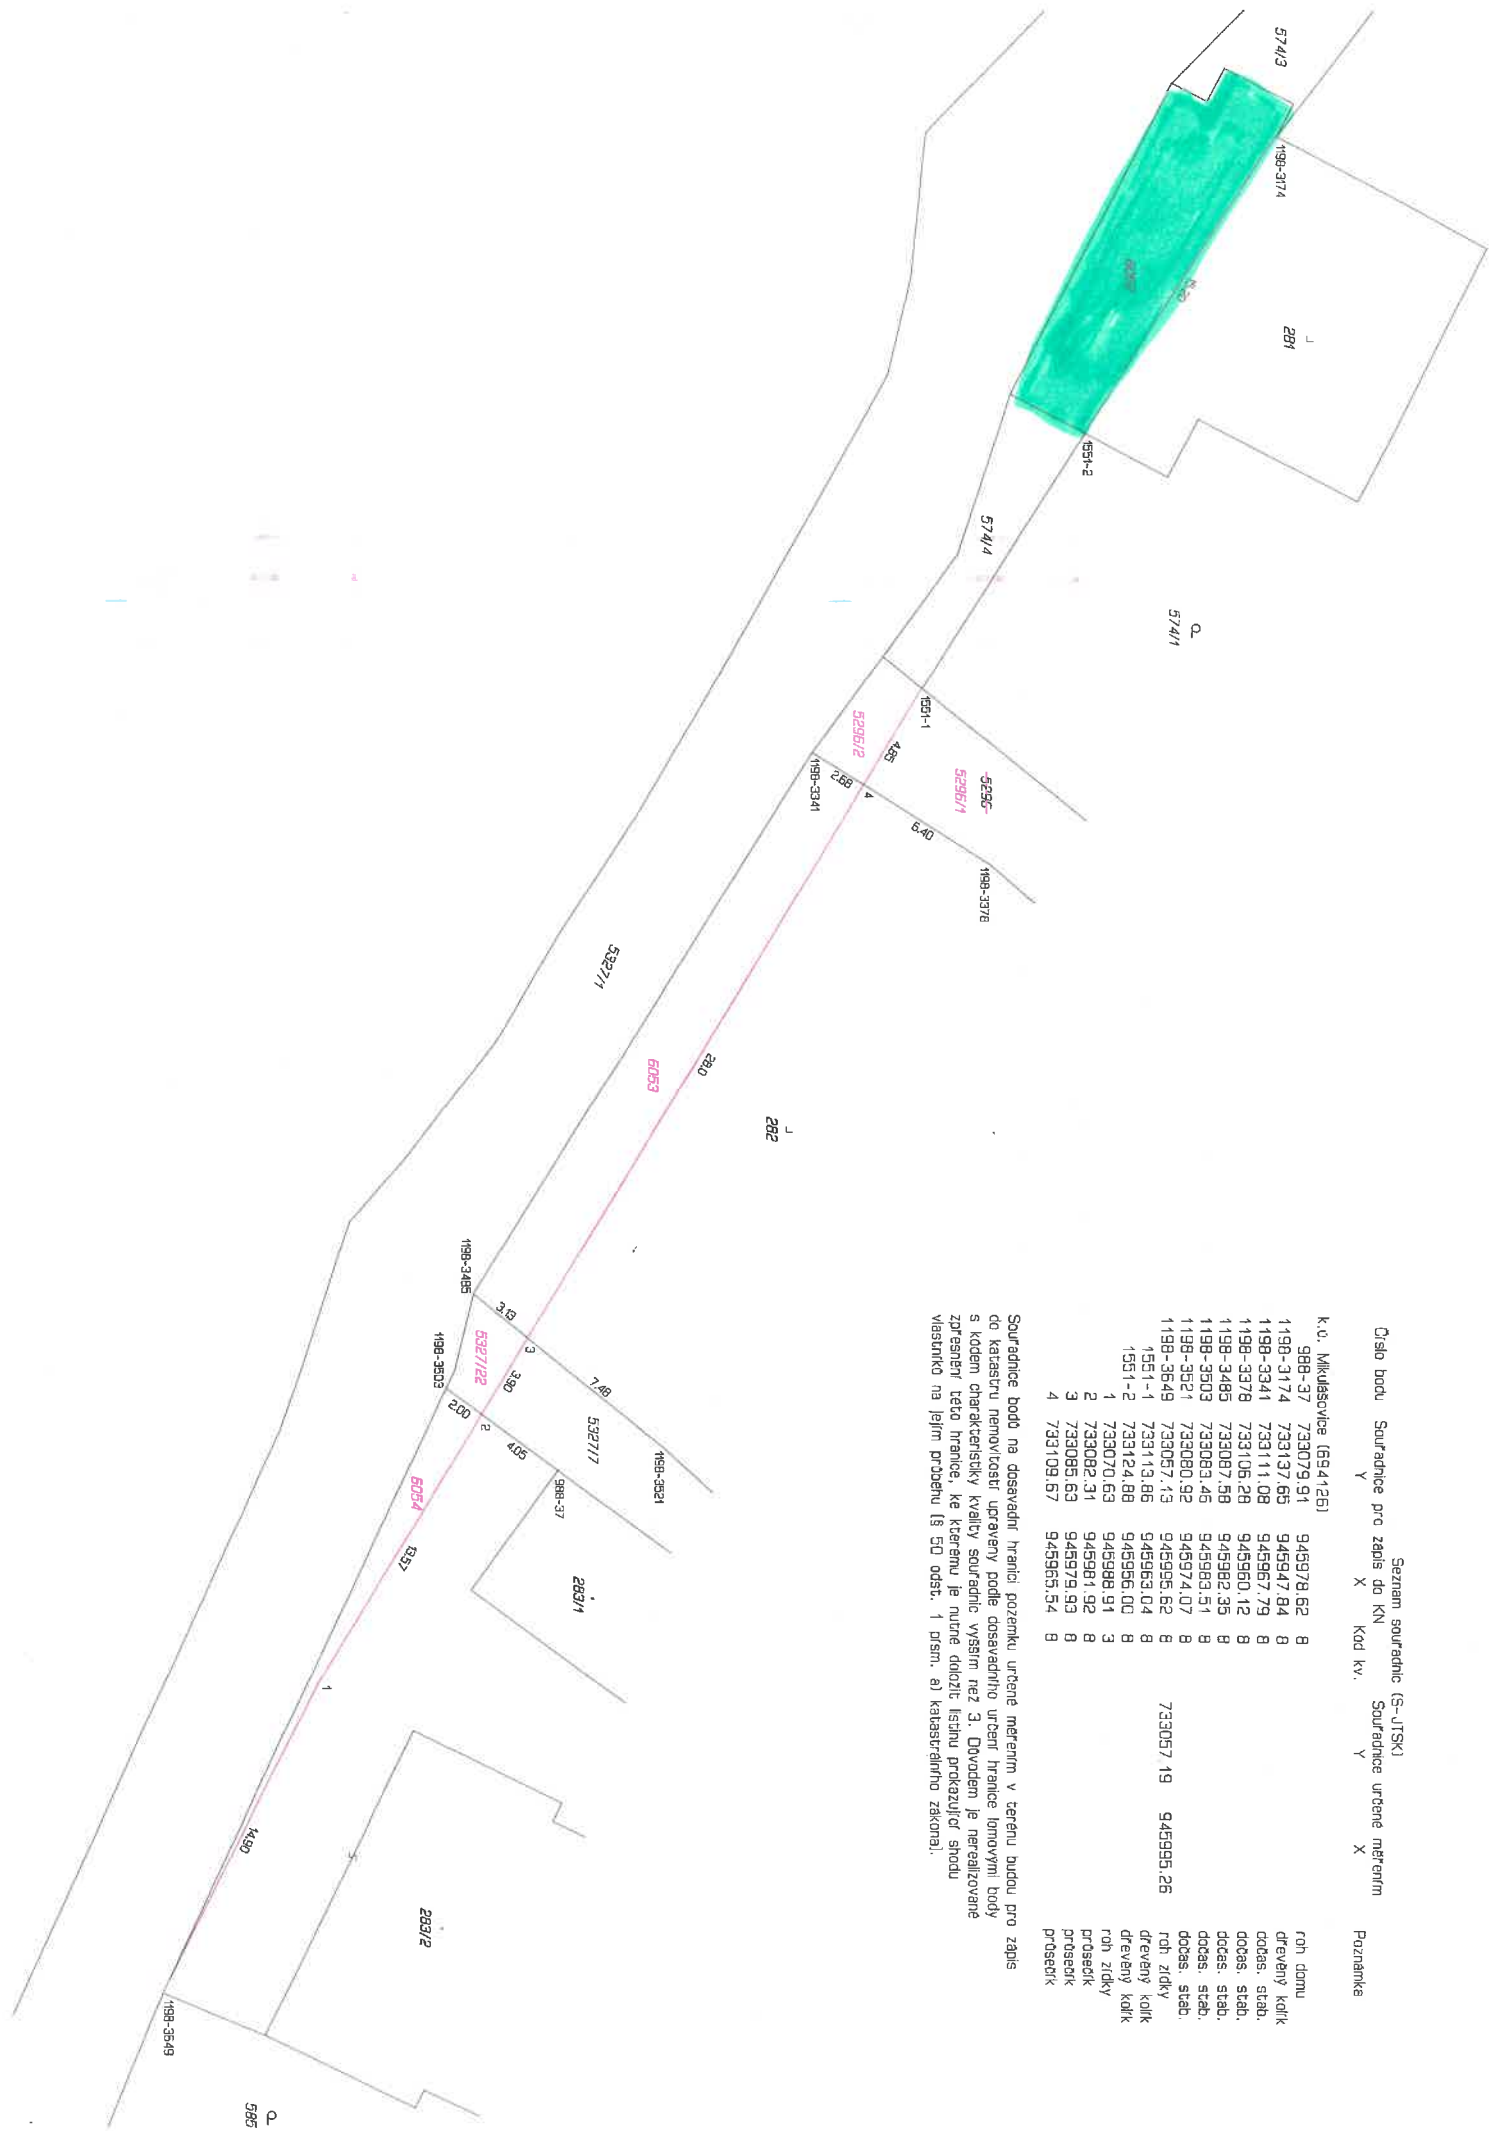 Seznam souřadnic (S-JTSK)
Číslo bodu Souřadnice pro zápis do KN Souřadnice určené měřením Poznámka
Y X Kód kv. Y X
k.ú. Mikulášovice (694126)
988-37 733079.91 945978.62 8 roh domu
1198-3174 733137.65 945947.84 8 dřevěný kolík
1198-3341 733111.08 945967.79 8 dočas. stab.
1198-3378 733106.28 945960.12 8 dočas. stab.
1198-3485 733087.58 945982.35 8 dočas. stab.
1198-3503 733083.46 945983.51 8 dočas. stab.
1198-3521 733080.92 945974.07 8 dočas. stab.
1198-3649 733057.13 945995.62 8 733057.19 945995.26 roh zídky
1551-1 733113.86 945963.04 8 dřevěný kolík
1551-2 733124.88 945956.00 8 dřevěný kolík
1 733070.63 945988.91 3 roh zídky
2 733082.31 945981.92 8 průsečík
3 733085.63 945979.93 8 průsečík
4 733109.67 945965.54 8 průsečík
Souřadnice bodů na dosavadní hranici pozemku určené měřením v terénu budou pro zápis
do katastru nemovitostí upraveny podle dosavadního určení hranice lomovými body
s kódem charakteristiky kvality souřadnic vyšším než 3. Důvodem je nerealizované
zpřesnění této hranice, ke kterému je nutné doložit listinu prokazující shodu
vlastníků na jejím průběhu (§ 50 odst. 1 písm. a) katastrálního zákona).
574/3
1198-3174
281
1551-2
574/4
574/1
1551-1
5296/2
4.85
5296
5296/1
1198-3341
2.68
4
6.40
1198-3378
5327/1
6053
28.0
282
1198-3485
3.13
3
7.48
1198-3521
5327/22
3.90
5327/7
1198-3503
2.00
2
4.05
988-37
6054
13.57
283/1
1
14.90
283/2
1198-3649
585